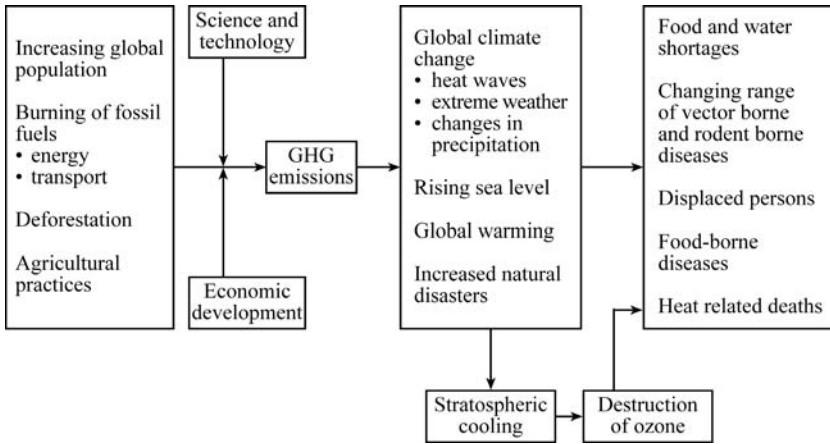 Increasing global
population
Burning of fossil
fuels
• energy
• transport
Deforestation
Agricultural
practices
Science and
technology
Economic
development
GHG
emissions
Global climate
change
• heat waves
• extreme weather
• changes in
precipitation
Rising sea level
Global warming
Increased natural
disasters
Stratospheric
cooling
Destruction
of ozone
Food and water
shortages
Changing range
of vector borne
and rodent borne
diseases
Displaced persons
Food-borne
diseases
Heat related deaths